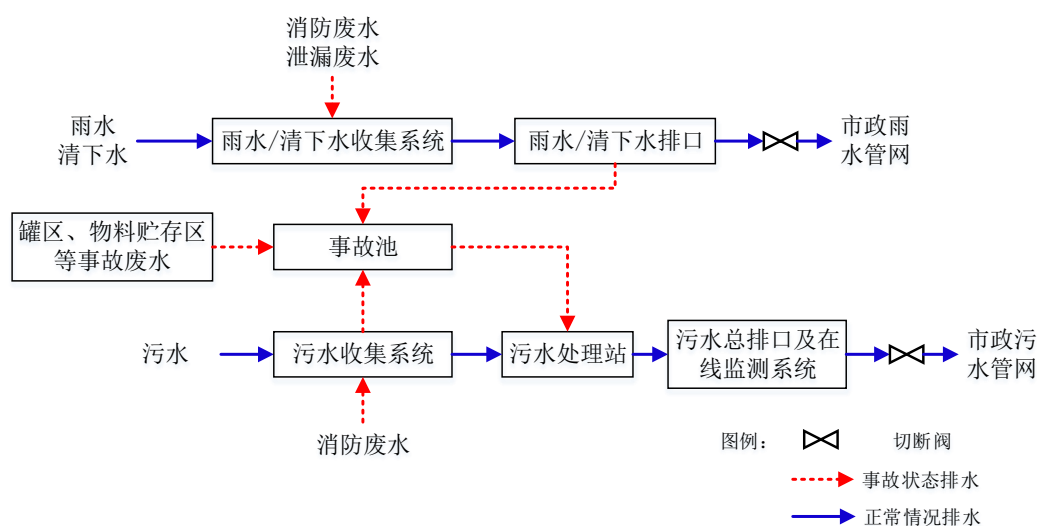 消防废水
泄漏废水
雨水
清下水
雨水/清下水收集系统
雨水/清下水排口
市政雨
水管网
罐区、物料贮存区
等事故废水
事故池
污水
污水收集系统
污水处理站
污水总排口及在
线监测系统
市政污
水管网
消防废水
图例：
切断阀
事故状态排水
正常情况排水